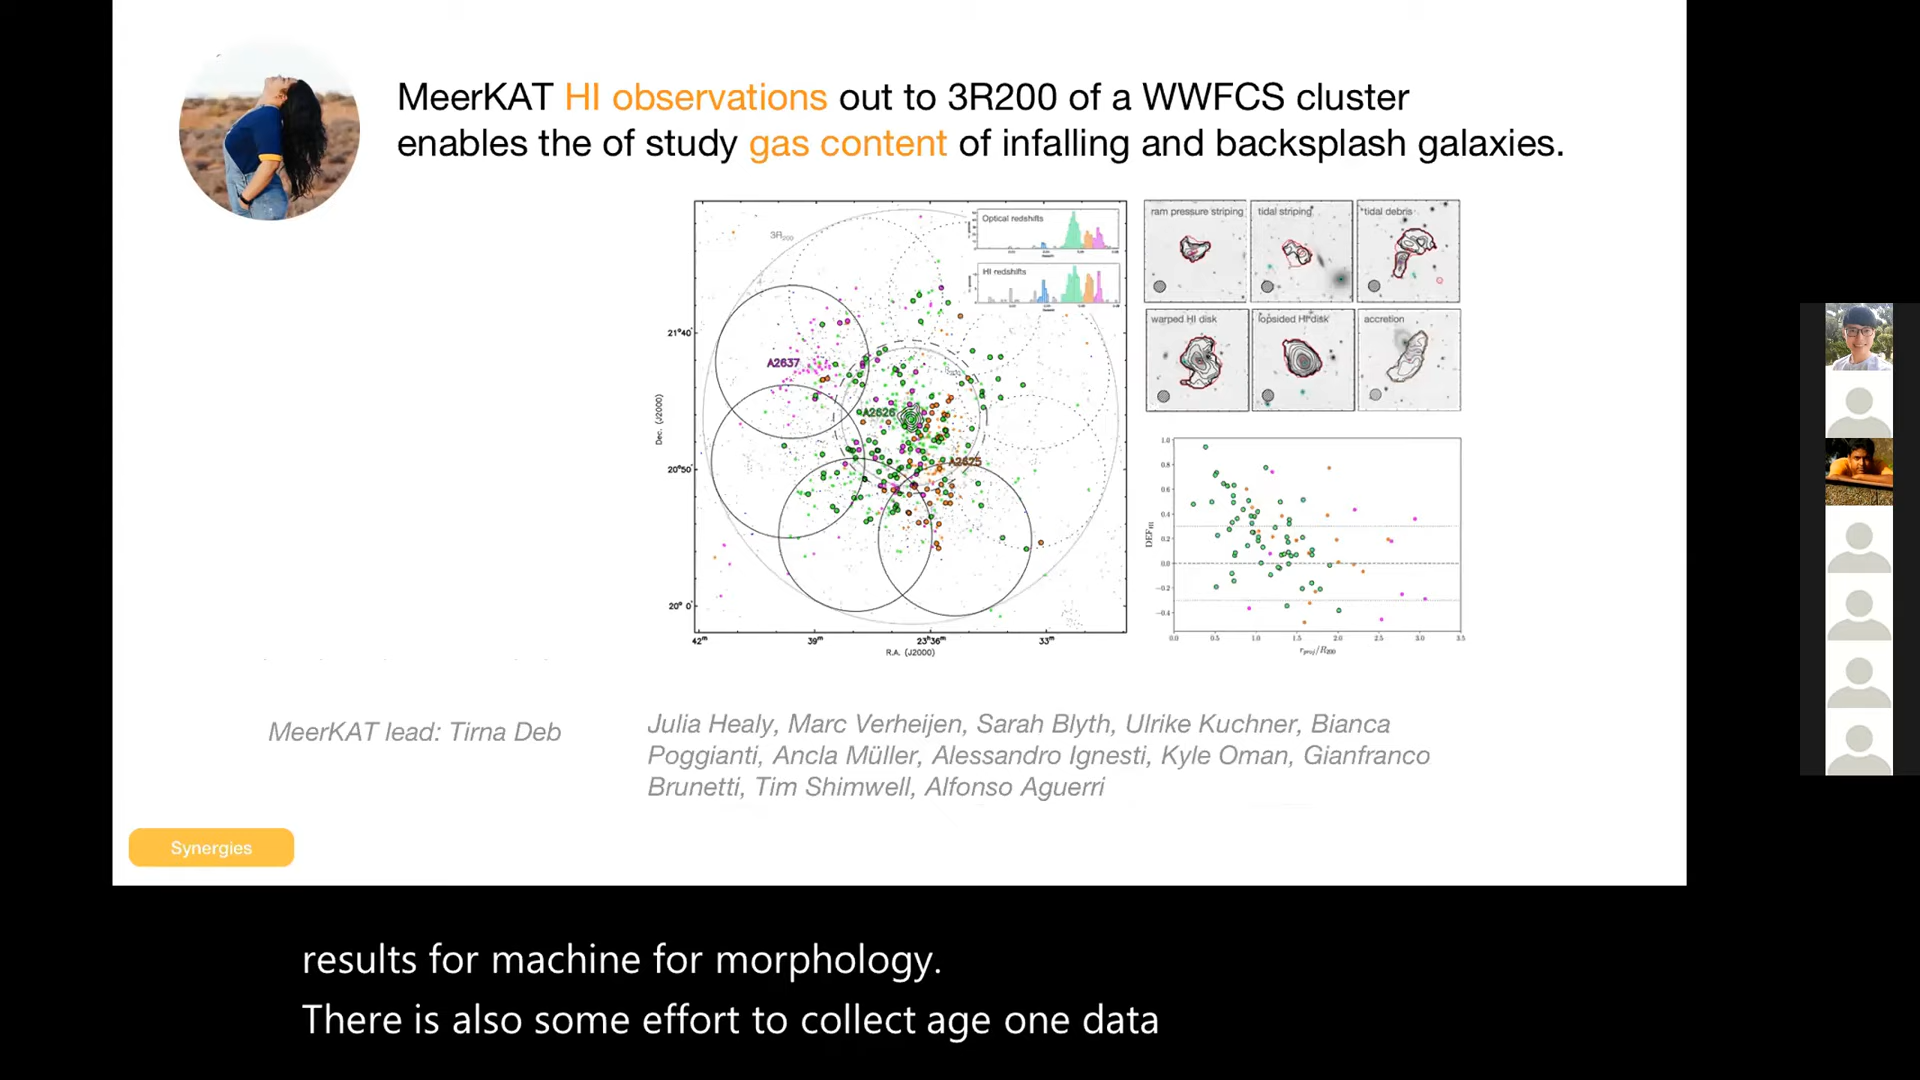 MeerKAT HI observations out to 3R200 of a WWFCS cluster
enables the of study gas content of infalling and backsplash galaxies.
3R200
Optical redshifts
HI redshifts
A2637
A2626
A2625
21°40'
20°50'
20° 0'
Dec. (J2000)
42m
39m
23h36m
33m
R.A. (J2000)
ram pressure striping
tidal striping
tidal debris
warped HI disk
lopsided HI disk
accretion
1.0
0.8
0.6
0.4
0.2
0.0
−0.2
−0.4
DEFHI
0.0 0.5 1.0 1.5 2.0 2.5 3.0 3.5
rproj/R200
MeerKAT lead: Tirna Deb
Julia Healy, Marc Verheijen, Sarah Blyth, Ulrike Kuchner, Bianca
Poggianti, Ancla Müller, Alessandro Ignesti, Kyle Oman, Gianfranco
Brunetti, Tim Shimwell, Alfonso Aguerri
Synergies
results for machine for morphology.
There is also some effort to collect age one data